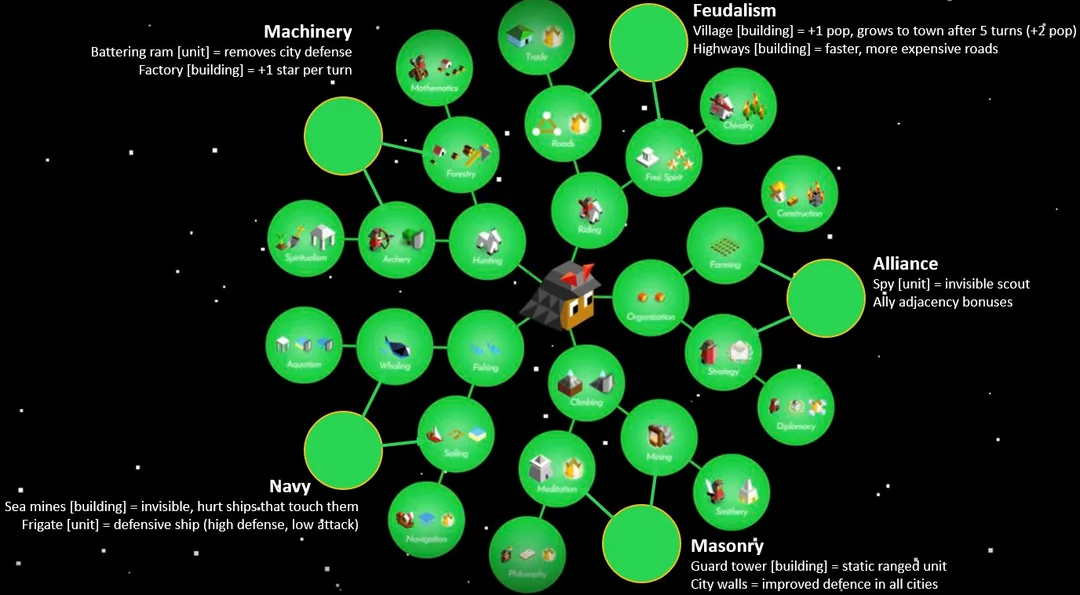 Feudalism
Village [building] = +1 pop, grows to town after 5 turns (+2 pop)
Highways [building] = faster, more expensive roads
Machinery
Battering ram [unit] = removes city defense
Factory [building] = +1 star per turn
Trade
Mathematics
Roads
Chivalry
Forestry
Free Spirit
Riding
Construction
Spiritualism
Archery
Hunting
Farming
Alliance
Spy [unit] = invisible scout
Ally adjacency bonuses
Organization
Aquatism
Whaling
Fishing
Strategy
Climbing
Diplomacy
Sailing
Mining
Navy
Sea mines [building] = invisible, hurt ships that touch them
Frigate [unit] = defensive ship (high defense, low attack)
Meditation
Smithery
Navigation
Philosophy
Masonry
Guard tower [building] = static ranged unit
City walls = improved defence in all cities